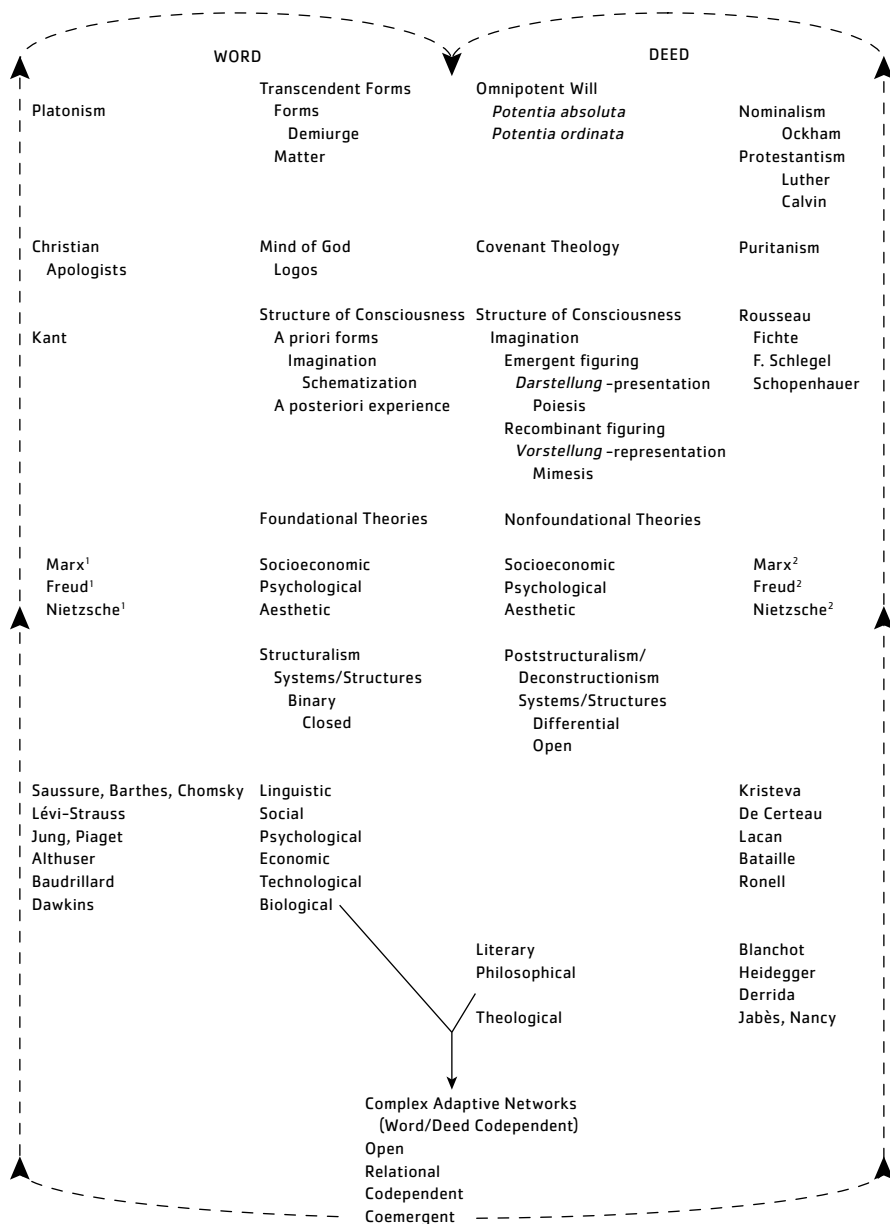 WORD DEED
Transcendent Forms Omnipotent Will
Platonism Forms Potentia absoluta Nominalism
Demiurge Potentia ordinata Ockham
Matter Protestantism
Luther
Calvin
Christian Mind of God Covenant Theology Puritanism
Apologists Logos
Structure of Consciousness Structure of Consciousness Rousseau
Kant A priori forms Imagination Fichte
Imagination Emergent figuring F. Schlegel
Schematization Darstellung -presentation Schopenhauer
A posteriori experience Poiesis
Recombinant figuring
Vorstellung -representation
Mimesis
Foundational Theories Nonfoundational Theories
Marx¹ Socioeconomic Socioeconomic Marx²
Freud¹ Psychological Psychological Freud²
Nietzsche¹ Aesthetic Aesthetic Nietzsche²
Structuralism Poststructuralism/
Systems/Structures Deconstructionism
Binary Systems/Structures
Closed Differential
Open
Saussure, Barthes, Chomsky Linguistic Kristeva
Lévi-Strauss Social De Certeau
Jung, Piaget Psychological Lacan
Althuser Economic Bataille
Baudrillard Technological Ronell
Dawkins Biological
Literary Blanchot
Philosophical Heidegger
Derrida
Theological Jabès, Nancy
Complex Adaptive Networks
(Word/Deed Codependent)
Open
Relational
Codependent
Coemergent